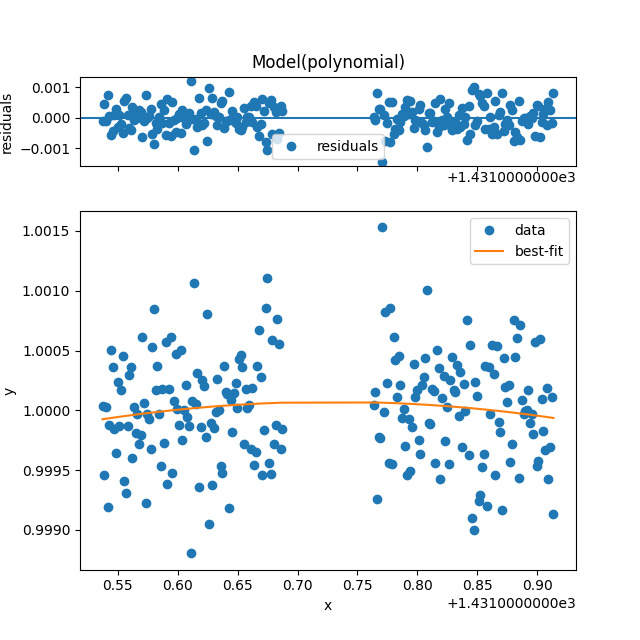 Model(polynomial)
0.001
0.000
−0.001
residuals
residuals
+1.4310000000e3
1.0015
1.0010
1.0005
1.0000
0.9995
0.9990
y
data
best-fit
0.55 0.60 0.65 0.70 0.75 0.80 0.85 0.90
x
+1.4310000000e3